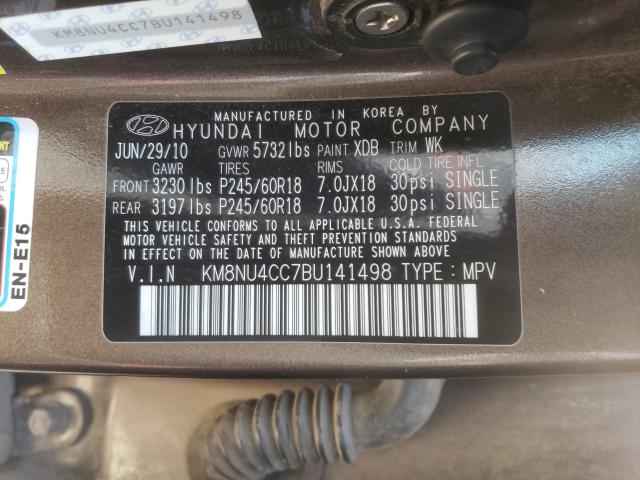 KM8NU4CC7BU141498
MANUFACTURED IN KOREA BY
HYUNDAI MOTOR COMPANY
JUN/29/10 GVWR 5732lbs PAINT XDB TRIM WK
GAWR TIRES RIMS COLD TIRE INFL
FRONT 3230lbs P245/60R18 7.0JX18 30psi SINGLE
REAR 3197lbs P245/60R18 7.0JX18 30psi SINGLE
THIS VEHICLE CONFORMS TO ALL APPLICABLE U.S.A. FEDERAL
MOTOR VEHICLE SAFETY AND THEFT PREVENTION STANDARDS
IN EFFECT ON THE DATE OF MANUFACTURE SHOWN ABOVE.
V.I.N KM8NU4CC7BU141498 TYPE : MPV
EN-E15